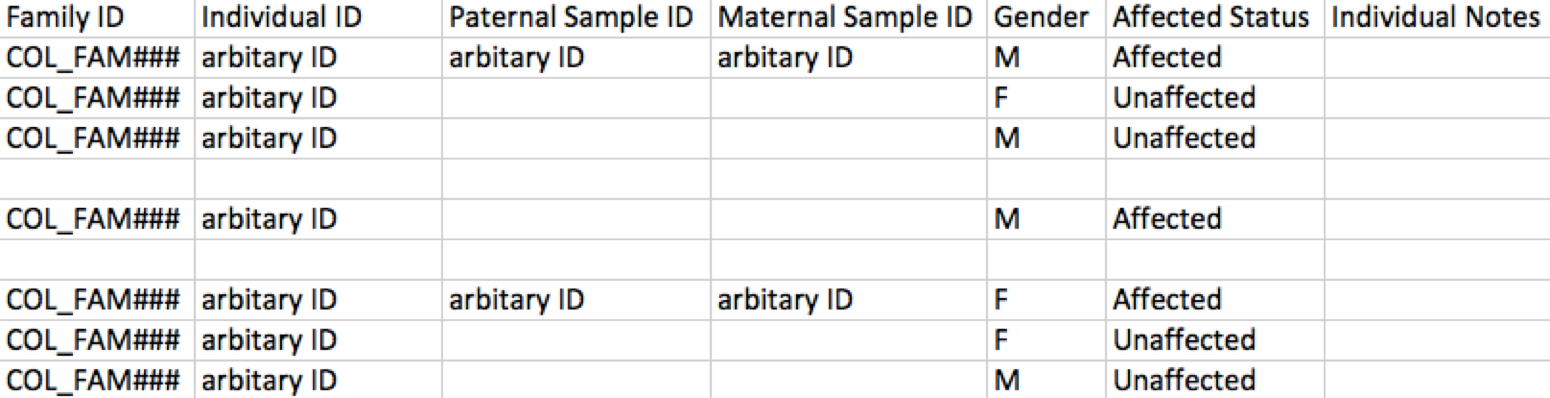 Family ID Individual ID Paternal Sample ID Maternal Sample ID Gender Affected Status Individual Notes
COL_FAM### arbitary ID arbitary ID arbitary ID M Affected
COL_FAM### arbitary ID F Unaffected
COL_FAM### arbitary ID M Unaffected
COL_FAM### arbitary ID M Affected
COL_FAM### arbitary ID arbitary ID arbitary ID F Affected
COL_FAM### arbitary ID F Unaffected
COL_FAM### arbitary ID M Unaffected